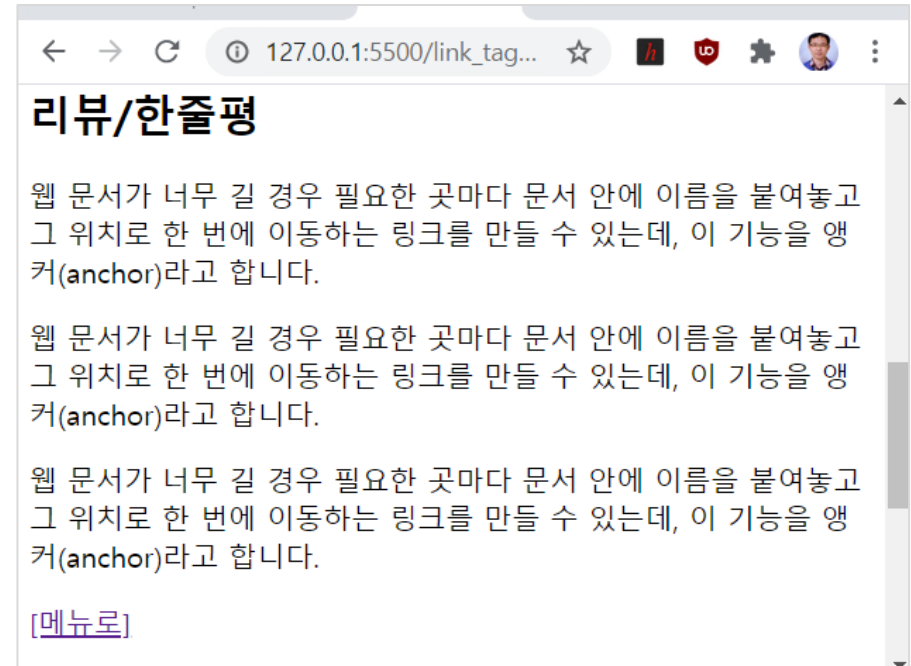 127.0.0.1:5500/link_tag...
리뷰/한줄평
웹 문서가 너무 길 경우 필요한 곳마다 문서 안에 이름을 붙여놓고
그 위치로 한 번에 이동하는 링크를 만들 수 있는데, 이 기능을 앵
커(anchor)라고 합니다.
웹 문서가 너무 길 경우 필요한 곳마다 문서 안에 이름을 붙여놓고
그 위치로 한 번에 이동하는 링크를 만들 수 있는데, 이 기능을 앵
커(anchor)라고 합니다.
웹 문서가 너무 길 경우 필요한 곳마다 문서 안에 이름을 붙여놓고
그 위치로 한 번에 이동하는 링크를 만들 수 있는데, 이 기능을 앵
커(anchor)라고 합니다.
[메뉴로]